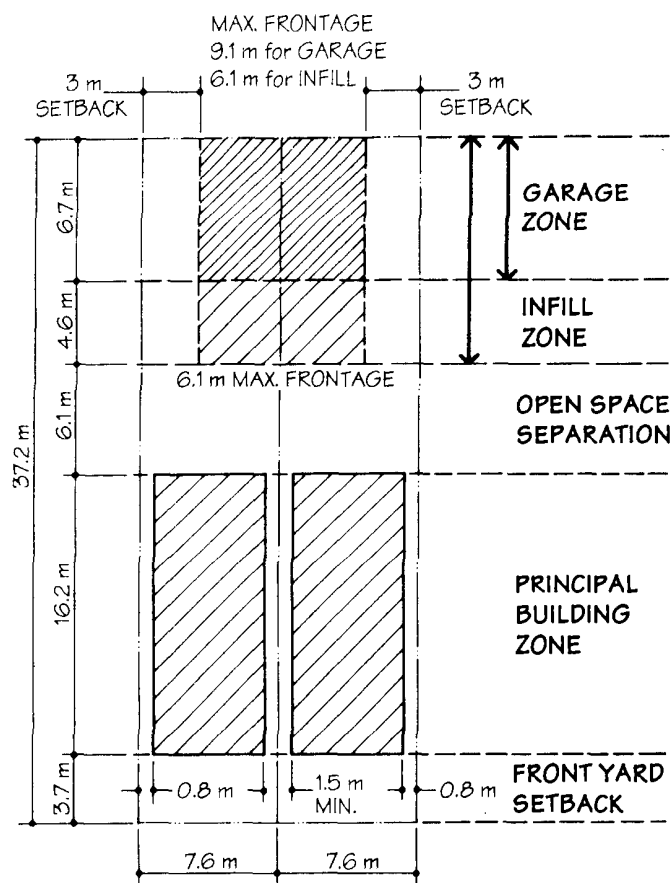 MAX. FRONTAGE
9.1 m for GARAGE
6.1 m for INFILL
3 m
SETBACK
3 m
SETBACK
6.7 m
GARAGE
ZONE
4.6 m
INFILL
ZONE
6.1 m MAX. FRONTAGE
6.1 m
OPEN SPACE
SEPARATION
37.2 m
16.2 m
PRINCIPAL
BUILDING
ZONE
3.7 m
0.8 m
1.5 m
MIN.
0.8 m
FRONT YARD
SETBACK
7.6 m
7.6 m